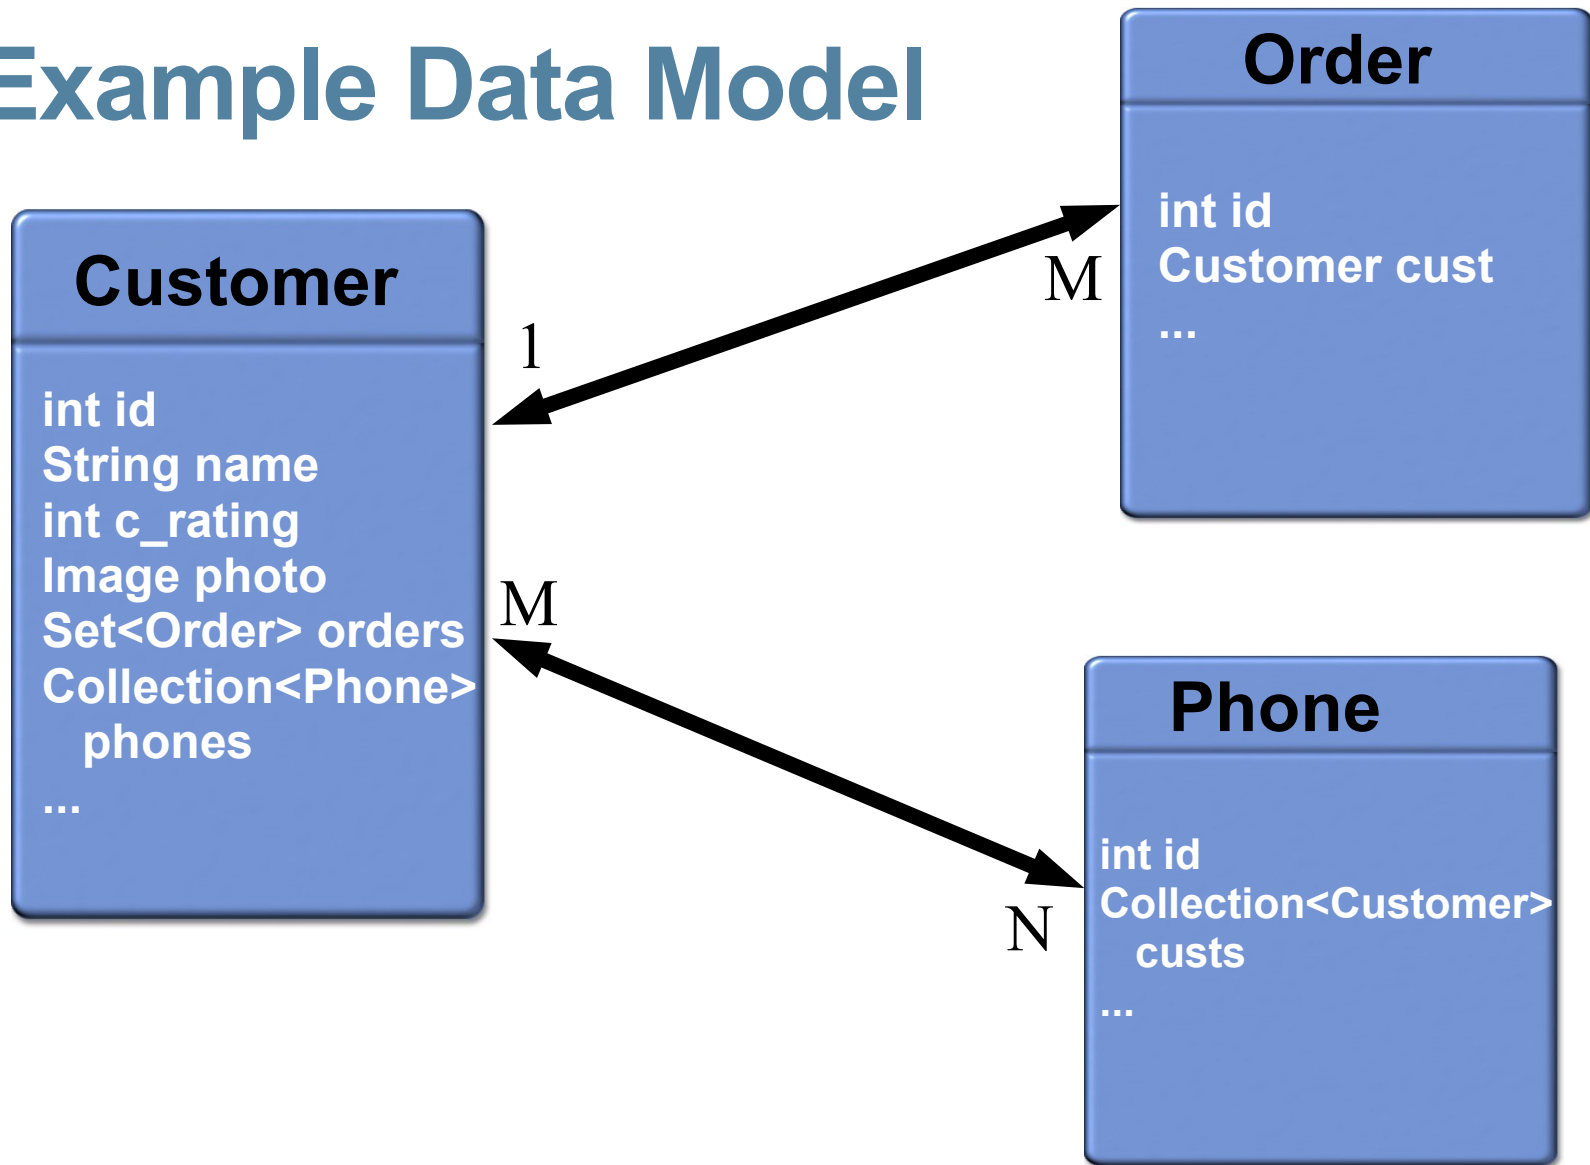 Example Data Model
Customer
int id
String name
int c_rating
Image photo
Set<Order> orders
Collection<Phone>
phones
...
1
M
Order
int id
Customer cust
...
M
N
Phone
int id
Collection<Customer>
custs
...